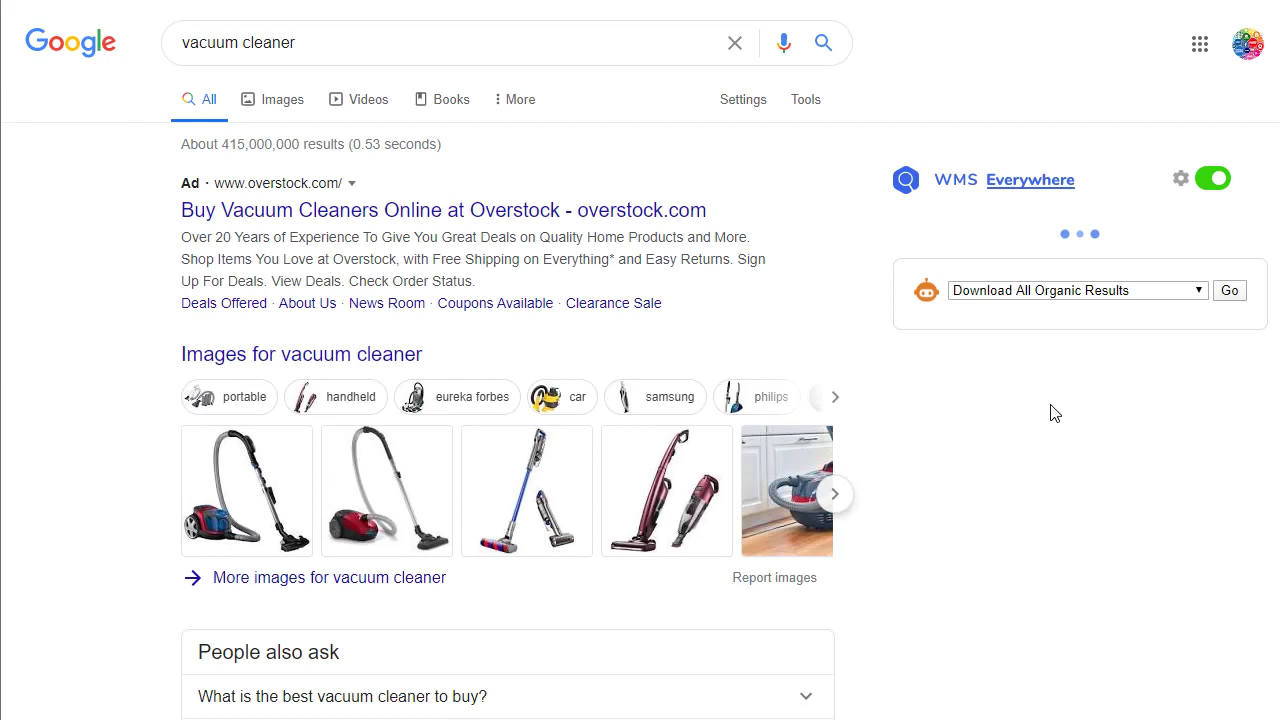 Google
vacuum cleaner
All
Images
Videos
Books
More
Settings
Tools
About 415,000,000 results (0.53 seconds)
Ad · www.overstock.com/
Buy Vacuum Cleaners Online at Overstock - overstock.com
Over 20 Years of Experience To Give You Great Deals on Quality Home Products and More.
Shop Items You Love at Overstock, with Free Shipping on Everything* and Easy Returns. Sign
Up For Deals. View Deals. Check Order Status.
Deals Offered · About Us · News Room · Coupons Available · Clearance Sale
WMS Everywhere
Download All Organic Results
Go
Images for vacuum cleaner
portable
handheld
eureka forbes
car
samsung
philips
More images for vacuum cleaner
Report images
People also ask
What is the best vacuum cleaner to buy?